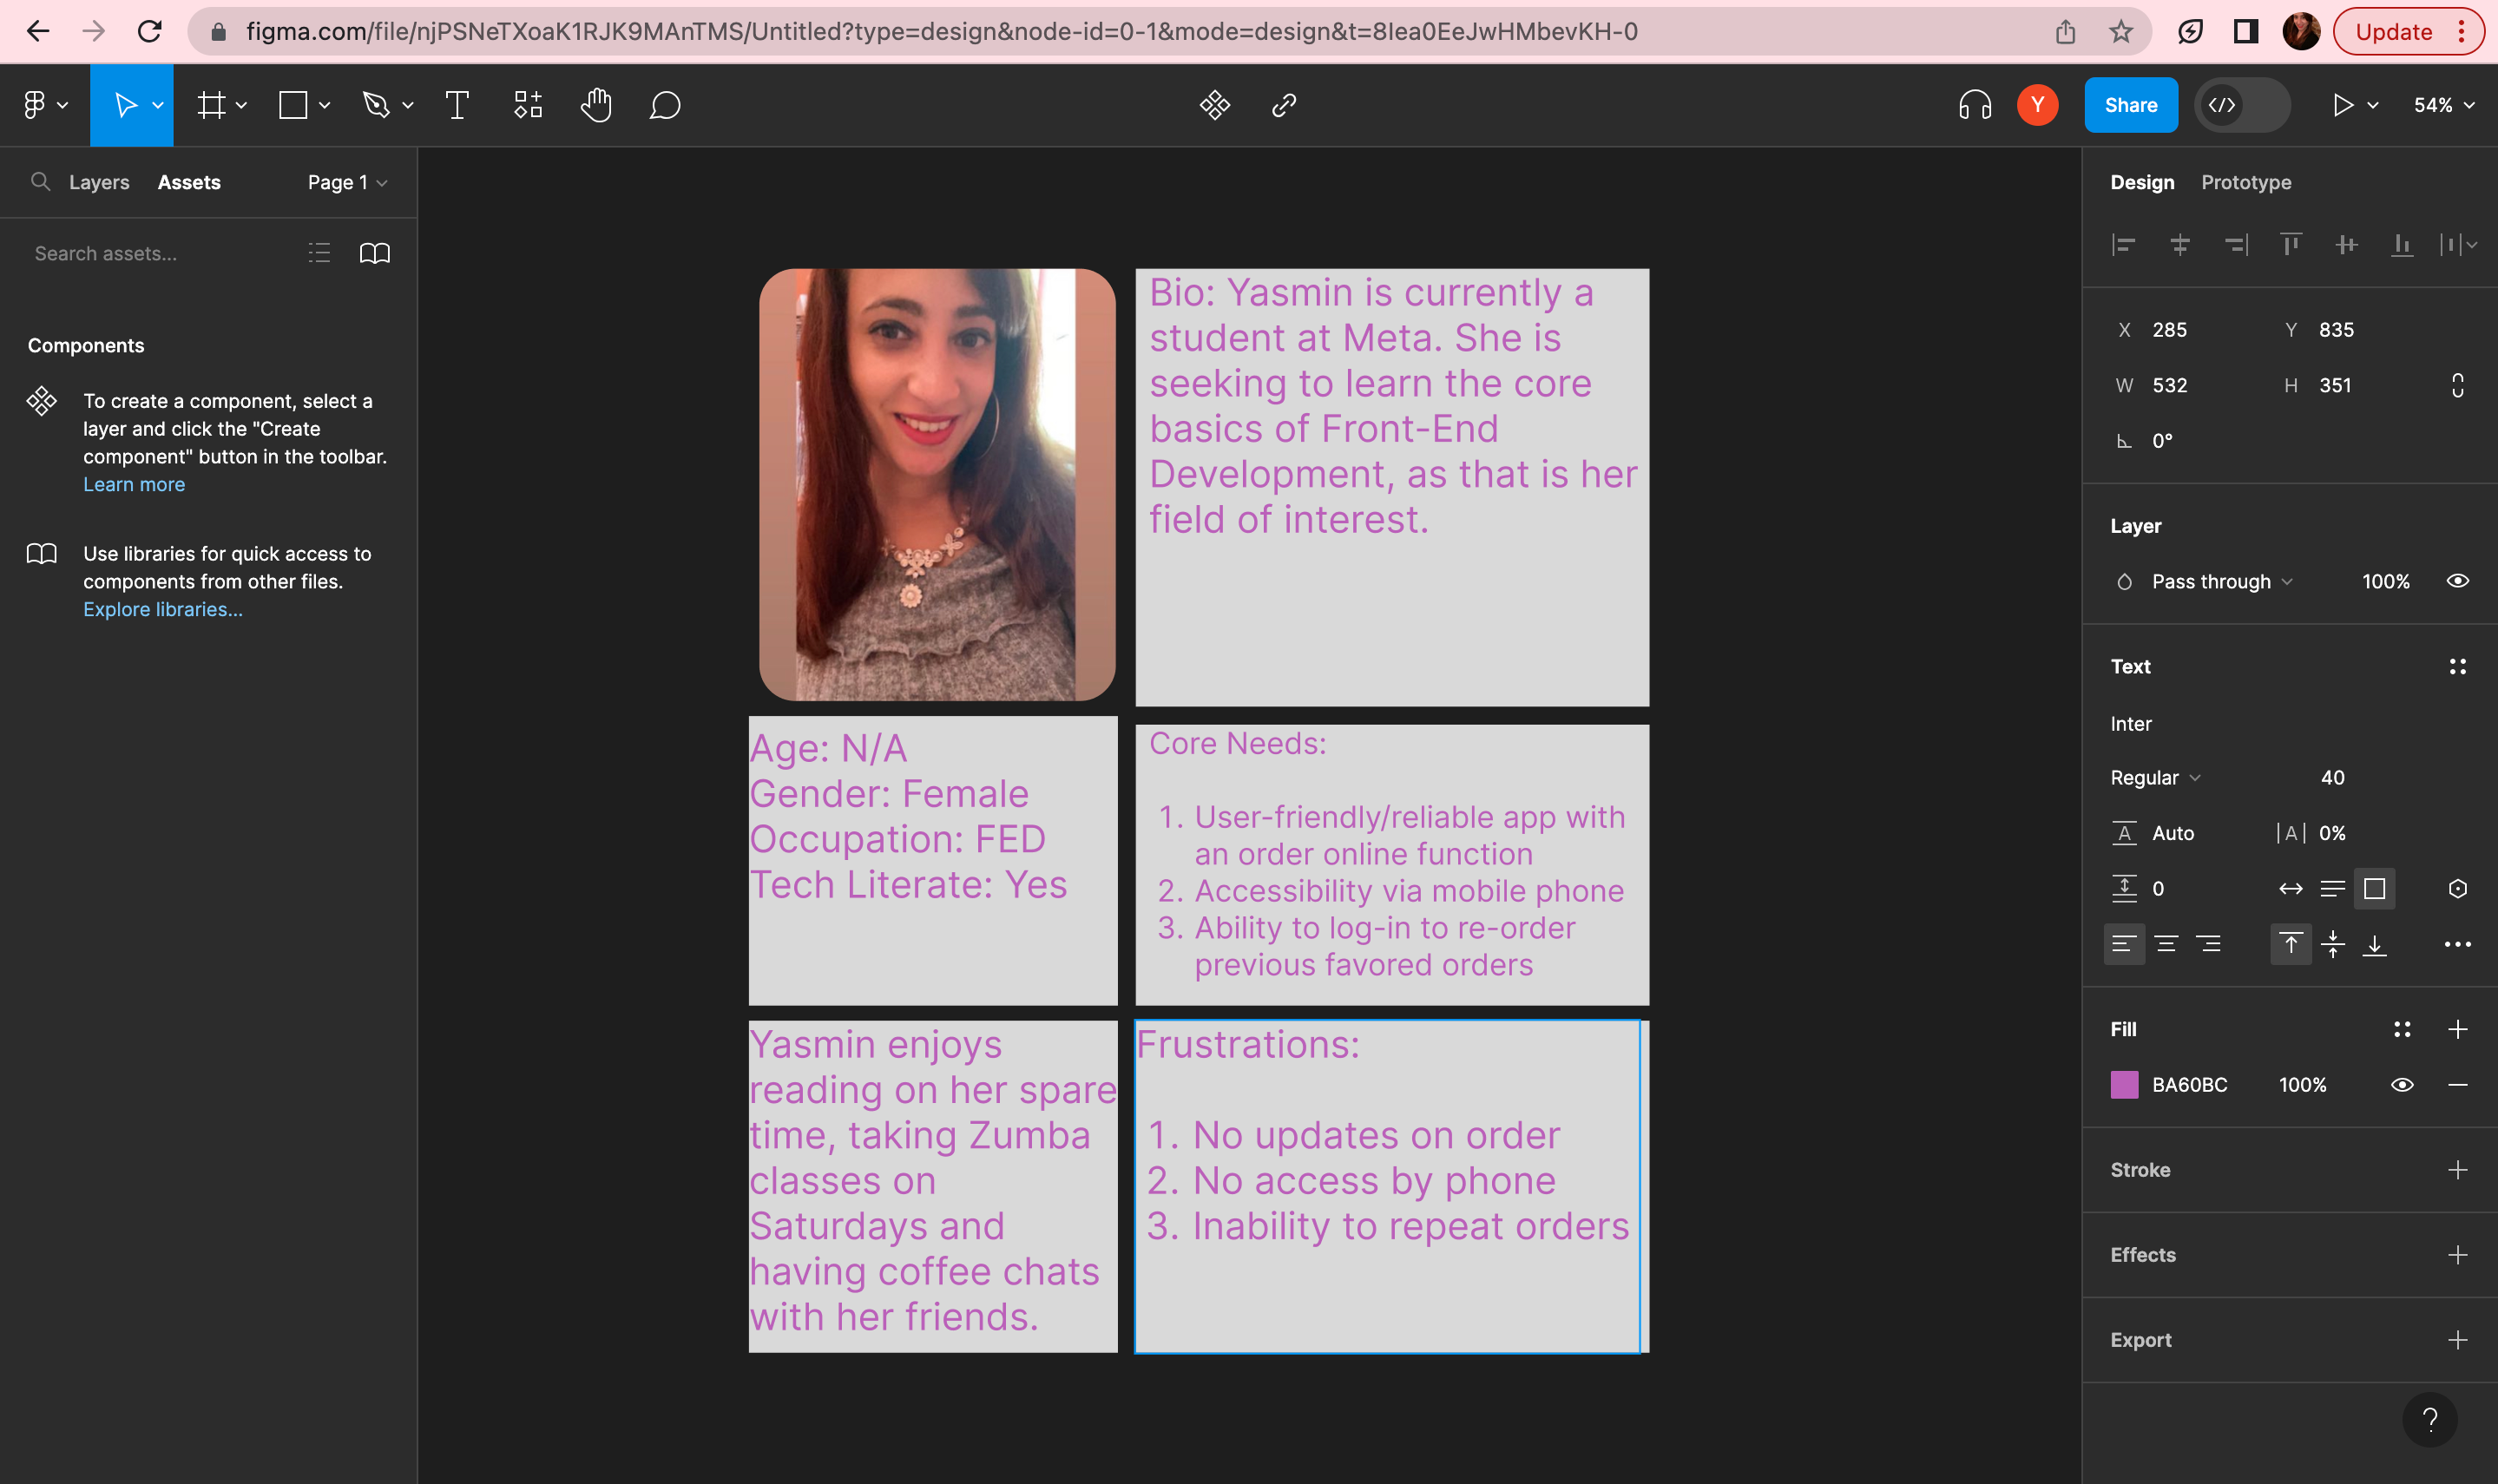 figma.com/file/njPSNeTXoaK1RJK9MAnTMS/Untitled?type=design&node-id=0-1&mode=design&t=8lea0EeJwHMbevKH-0
Update
Y
Share
54%
Layers
Assets
Page 1
Search assets...
Components
To create a component, select a
layer and click the "Create
component" button in the toolbar.
Learn more
Use libraries for quick access to
components from other files.
Explore libraries...
Bio: Yasmin is currently a
student at Meta. She is
seeking to learn the core
basics of Front-End
Development, as that is her
field of interest.
Age: N/A
Gender: Female
Occupation: FED
Tech Literate: Yes
Core Needs:
1. User-friendly/reliable app with
an order online function
2. Accessibility via mobile phone
3. Ability to log-in to re-order
previous favored orders
Yasmin enjoys
reading on her spare
time, taking Zumba
classes on
Saturdays and
having coffee chats
with her friends.
Frustrations:
1. No updates on order
2. No access by phone
3. Inability to repeat orders
Design
Prototype
X 285 Y 835
W 532 H 351
0°
Layer
Pass through 100%
Text
Inter
Regular 40
A Auto |A| 0%
0
Fill
BA60BC 100%
Stroke
Effects
Export
?